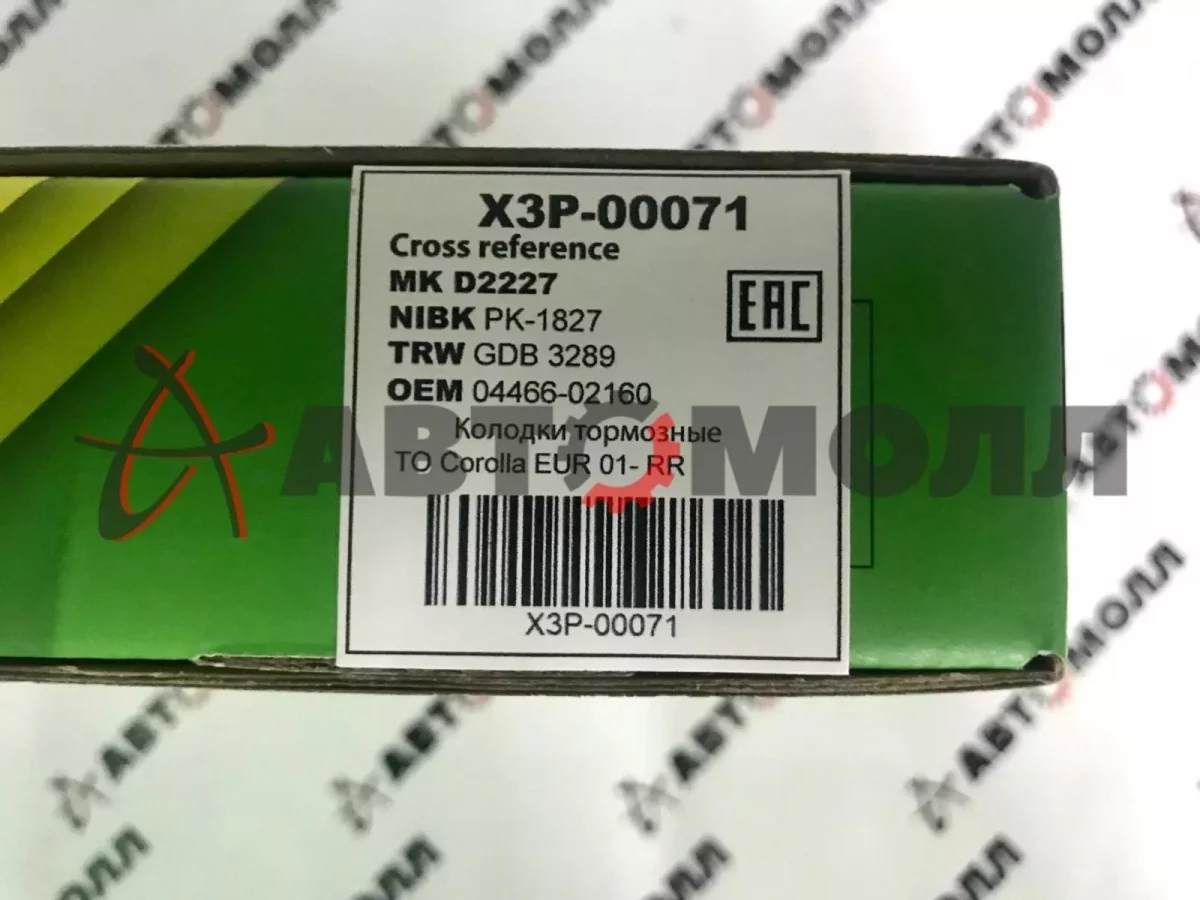 X3P-00071
Cross reference
MK D2227
NIBK PK-1827
TRW GDB 3289
OEM 04466-02160
EAC
Колодки тормозные
TO Corolla EUR 01- RR
X3P-00071
АВТОМОЛЛ